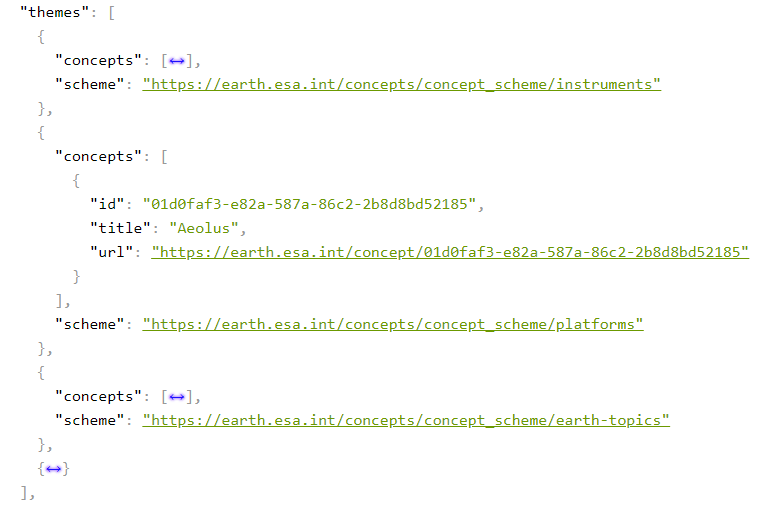 "themes": [
{
"concepts": [↔],
"scheme": "https://earth.esa.int/concepts/concept_scheme/instruments"
},
{
"concepts": [
{
"id": "01d0faf3-e82a-587a-86c2-2b8d8bd52185",
"title": "Aeolus",
"url": "https://earth.esa.int/concept/01d0faf3-e82a-587a-86c2-2b8d8bd52185"
}
],
"scheme": "https://earth.esa.int/concepts/concept_scheme/platforms"
},
{
"concepts": [↔],
"scheme": "https://earth.esa.int/concepts/concept_scheme/earth-topics"
},
{↔}
],